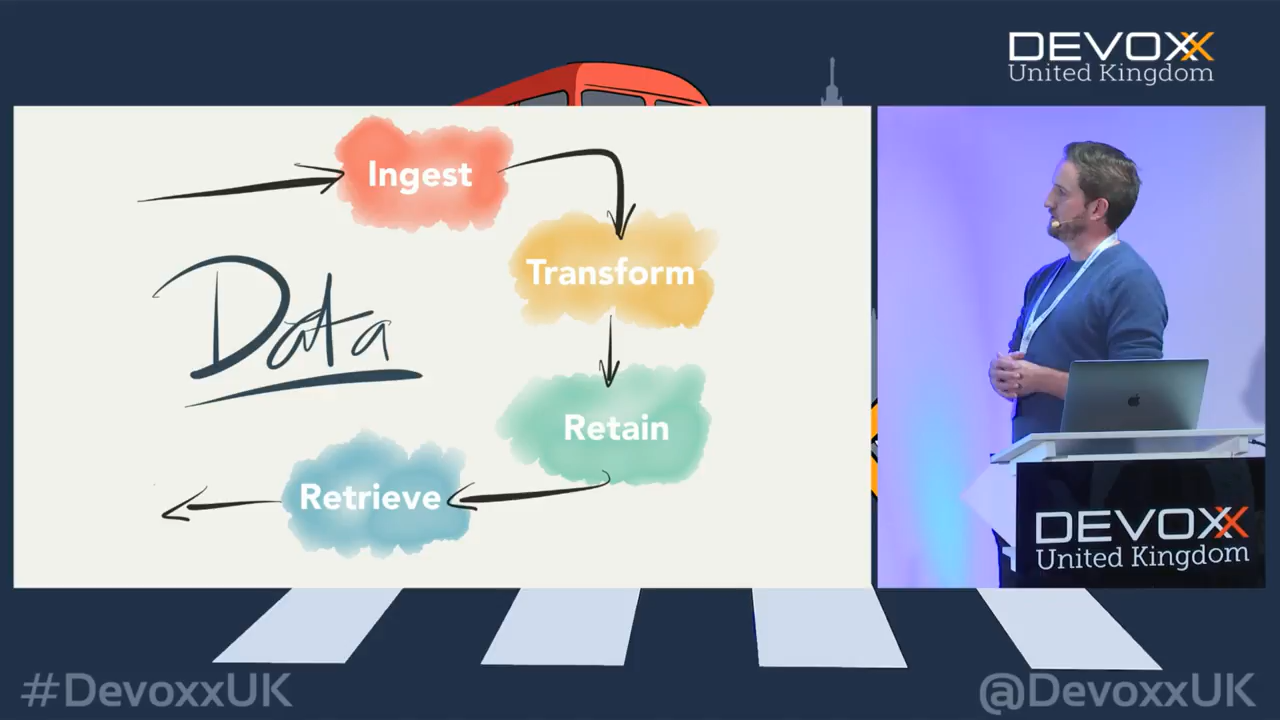 DEVOXX
United Kingdom
Ingest
Transform
Data
Retain
Retrieve
DEVOXX
United Kingdom
#DevoxxUK
@DevoxxUK